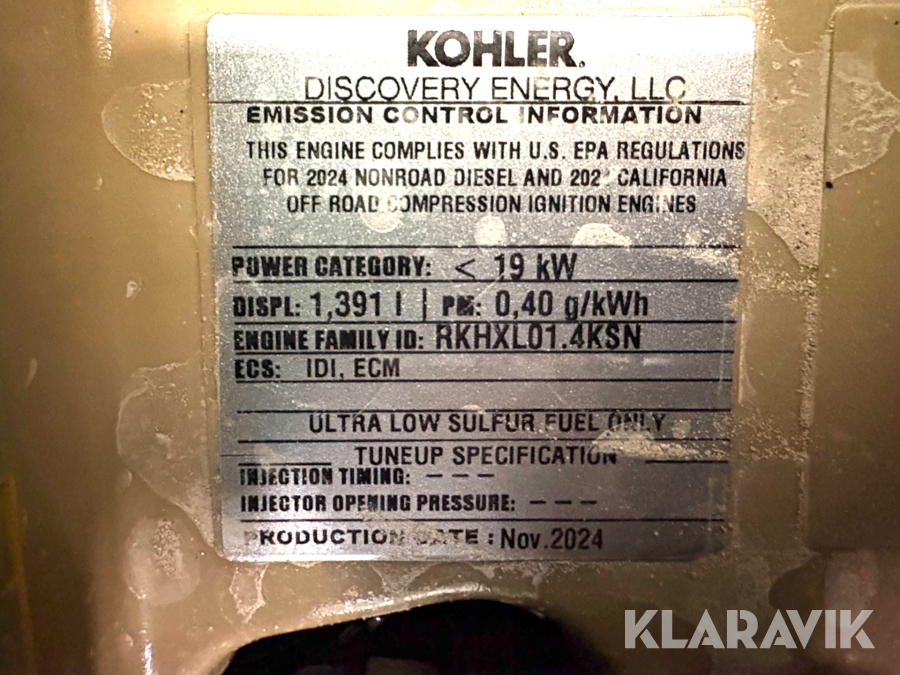 KOHLER.
DISCOVERY ENERGY, LLC
EMISSION CONTROL INFORMATION
THIS ENGINE COMPLIES WITH U.S. EPA REGULATIONS
FOR 2024 NONROAD DIESEL AND CALIFORNIA
OFF ROAD COMPRESSION IGNITION ENGINES
POWER CATEGORY: < 19 kW
DISPL: 1,391 l | PM: 0,40 g/kWh
ENGINE FAMILY ID: RKHXL01.4KSN
ECS: IDI, ECM
ULTRA LOW SULFUR FUEL ONLY
TUNEUP SPECIFICATION
INJECTION TIMING: – – –
INJECTOR OPENING PRESSURE: – – –
PRODUCTION DATE : Nov.2024
KLARAVIK